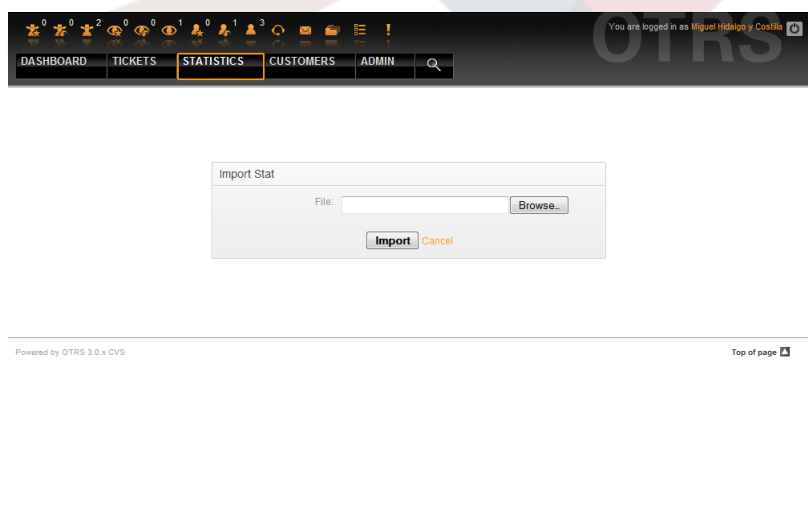 0 0 2 0 0 1 0 1 3
You are logged in as Miguel Hidalgo y Costilla
OTRS
DASHBOARD TICKETS STATISTICS CUSTOMERS ADMIN
Import Stat
File: Browse..
Import Cancel
Powered by OTRS 3.0.x CVS Top of page